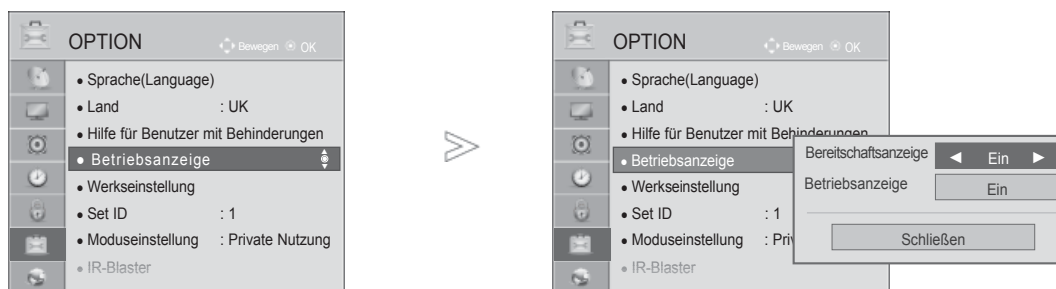 OPTION Bewegen OK
• Sprache(Language)
• Land : UK
• Hilfe für Benutzer mit Behinderungen
• Betriebsanzeige
• Werkseinstellung
• Set ID : 1
• Moduseinstellung : Private Nutzung
• IR-Blaster
OPTION Bewegen OK
• Sprache(Language)
• Land : UK
• Hilfe für Benutzer mit Behinderungen
• Betriebsanzeige
• Werkseinstellung
• Set ID : 1
• Moduseinstellung : Priv
• IR-Blaster
Bereitschaftsanzeige ◄ Ein ►
Betriebsanzeige Ein
Schließen